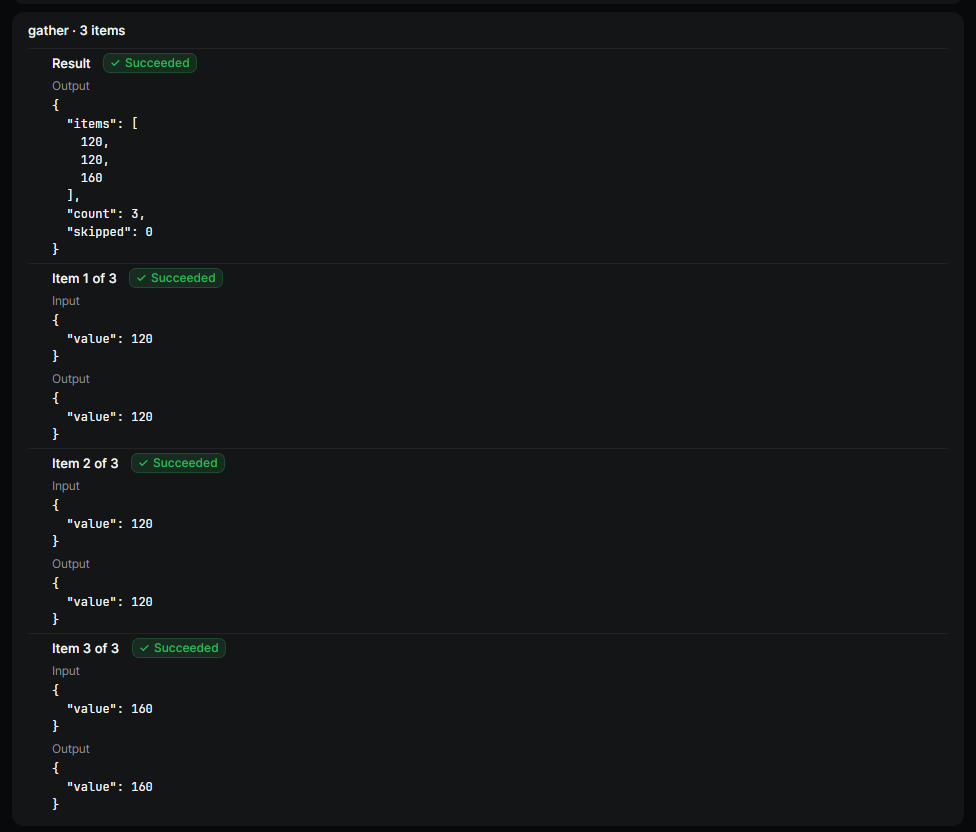 gather · 3 items
Result ✓ Succeeded
Output
{
  "items": [
    120,
    120,
    160
  ],
  "count": 3,
  "skipped": 0
}
Item 1 of 3 ✓ Succeeded
Input
{
  "value": 120
}
Output
{
  "value": 120
}
Item 2 of 3 ✓ Succeeded
Input
{
  "value": 120
}
Output
{
  "value": 120
}
Item 3 of 3 ✓ Succeeded
Input
{
  "value": 160
}
Output
{
  "value": 160
}